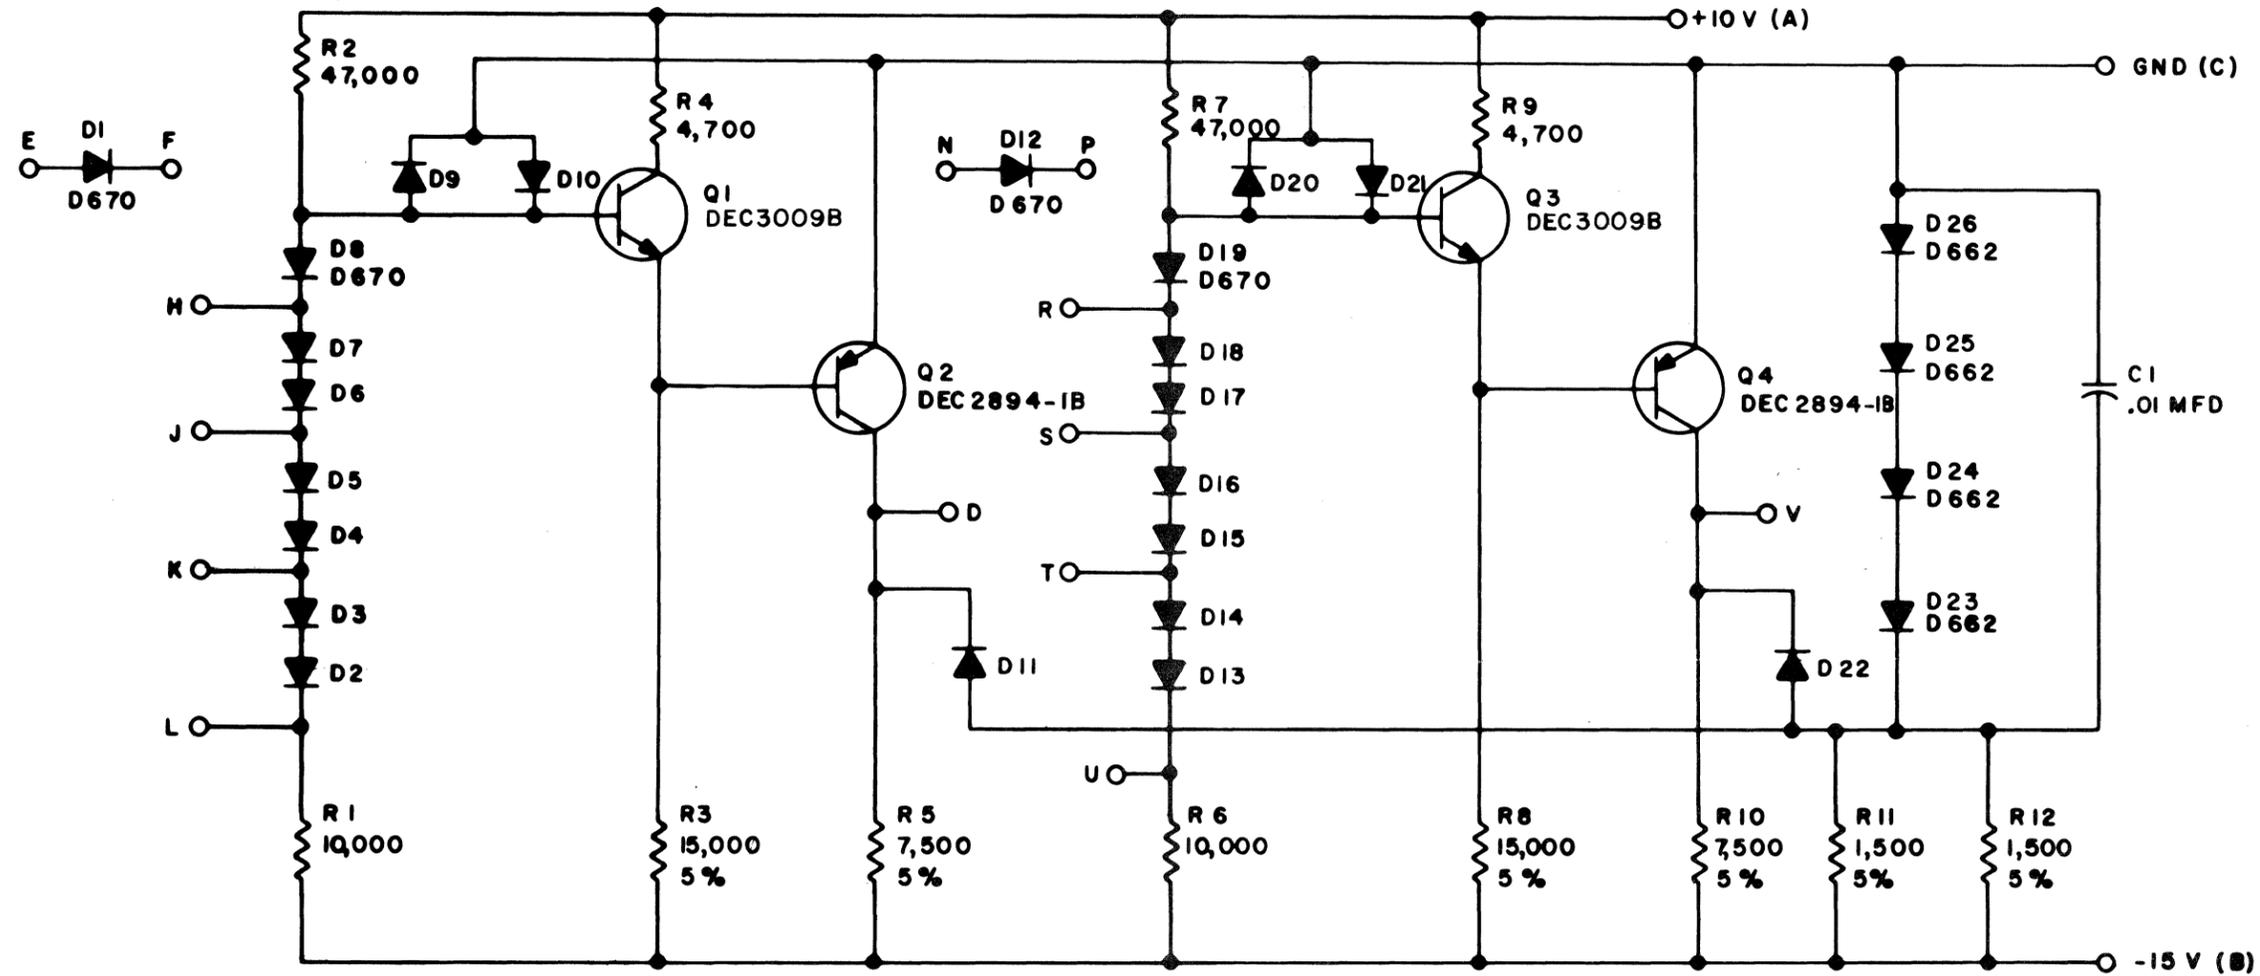 +10 V (A)
R2
47,000
GND (C)
R4
4,700
R7
47,000
R9
4,700
E
D1
F
D670
D9
D10
Q1
DEC3009B
N
D12
P
D670
D20
D21
Q3
DEC3009B
D8
D670
D19
D670
D26
D662
H
R
D7
D18
D25
D662
D6
D17
Q2
DEC2894-1B
Q4
DEC2894-1B
C1
.01 MFD
J
S
D5
D16
D24
D662
D4
D15
D
V
K
T
D3
D14
D23
D662
D2
D13
D11
D22
L
U
R1
10,000
R3
15,000
5%
R5
7,500
5%
R6
10,000
R8
15,000
5%
R10
7,500
5%
R11
1,500
5%
R12
1,500
5%
-15 V (B)